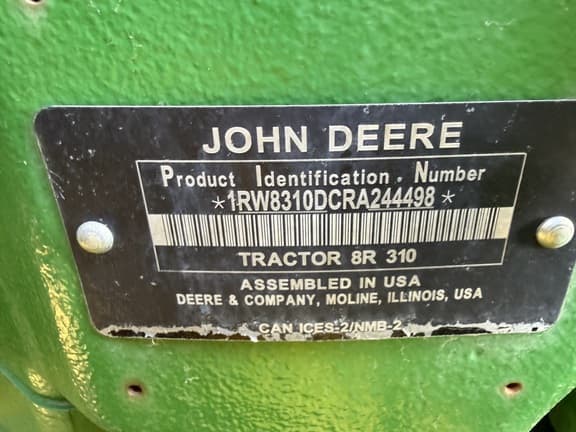 JOHN DEERE
Product Identification Number
*1RW8310DCRA244498*
TRACTOR 8R 310
ASSEMBLED IN USA
DEERE & COMPANY, MOLINE, ILLINOIS, USA
CAN ICES-2/NMB-2